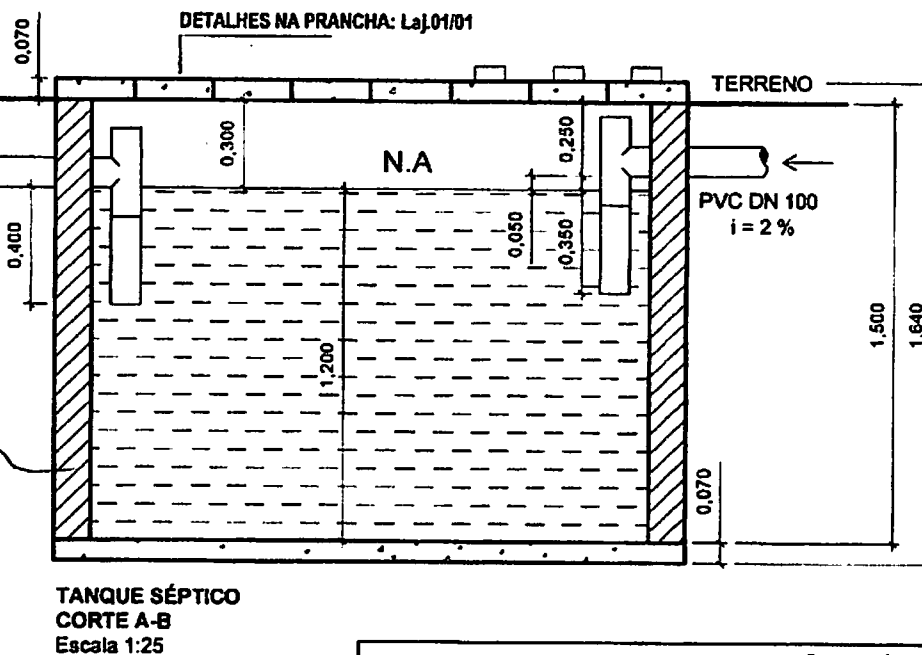 DETALHES NA PRANCHA: Laj.01/01
0,070
TERRENO
0,300
0,250
N.A
PVC DN 100
i = 2 %
0,400
0,050
0,350
1,200
1,500
1,640
0,070
TANQUE SÉPTICO
CORTE A-B
Escala 1:25